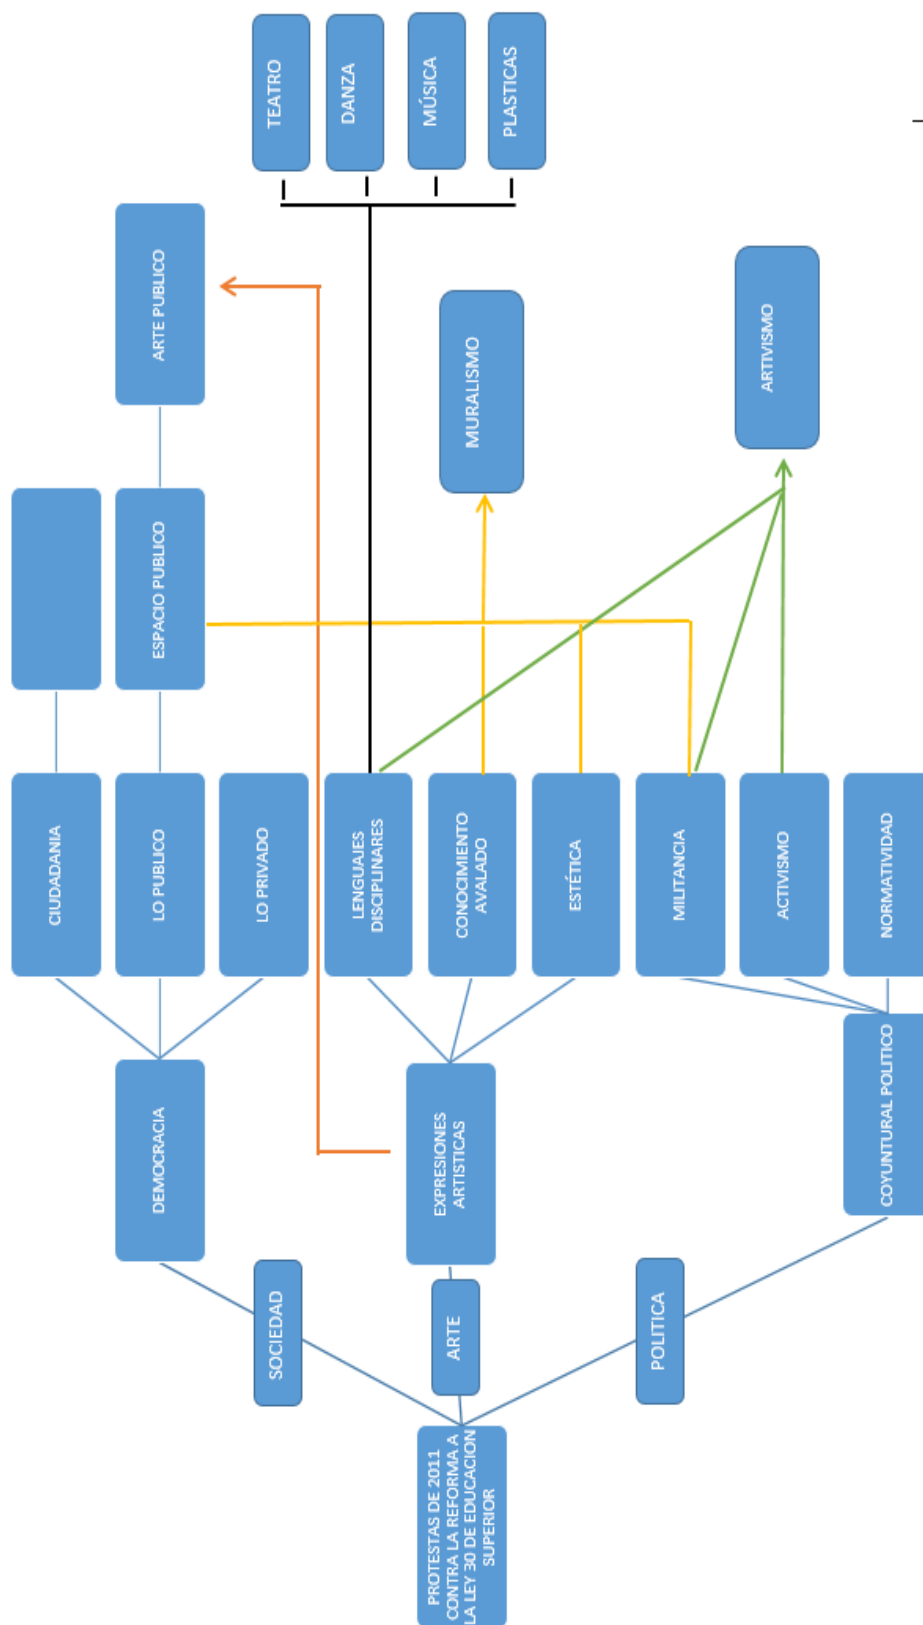 PROTESTAS DE 2011
CONTRA LA REFORMA A
LA LEY 30 DE EDUCACION
SUPERIOR
SOCIEDAD
ARTE
POLITICA
DEMOCRACIA
EXPRESIONES
ARTISTICAS
COYUNTURAL POLITICO
CIUDADANIA
LO PUBLICO
LO PRIVADO
LENGUAJES
DISCIPLINARES
CONOCIMIENTO
AVALADO
ESTÉTICA
MILITANCIA
ACTIVISMO
NORMATIVIDAD
ESPACIO PUBLICO
ARTE PUBLICO
MURALISMO
ARTIVISMO
TEATRO
DANZA
MÚSICA
PLASTICAS